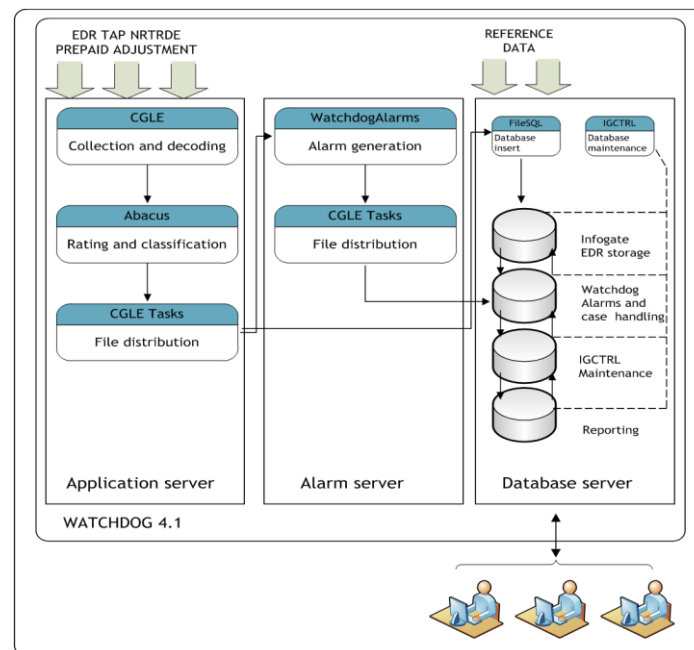 EDR TAP NRTRDE
PREPAID ADJUSTMENT
REFERENCE
DATA
CGLE
Collection and decoding
Abacus
Rating and classification
CGLE Tasks
File distribution
Application server
WatchdogAlarms
Alarm generation
CGLE Tasks
File distribution
Alarm server
FileSQL
Database
insert
IGCTRL
Database
maintenance
Infogate
EDR storage
Watchdog
Alarms and
case handling
IGCTRL
Maintenance
Reporting
Database server
WATCHDOG 4.1